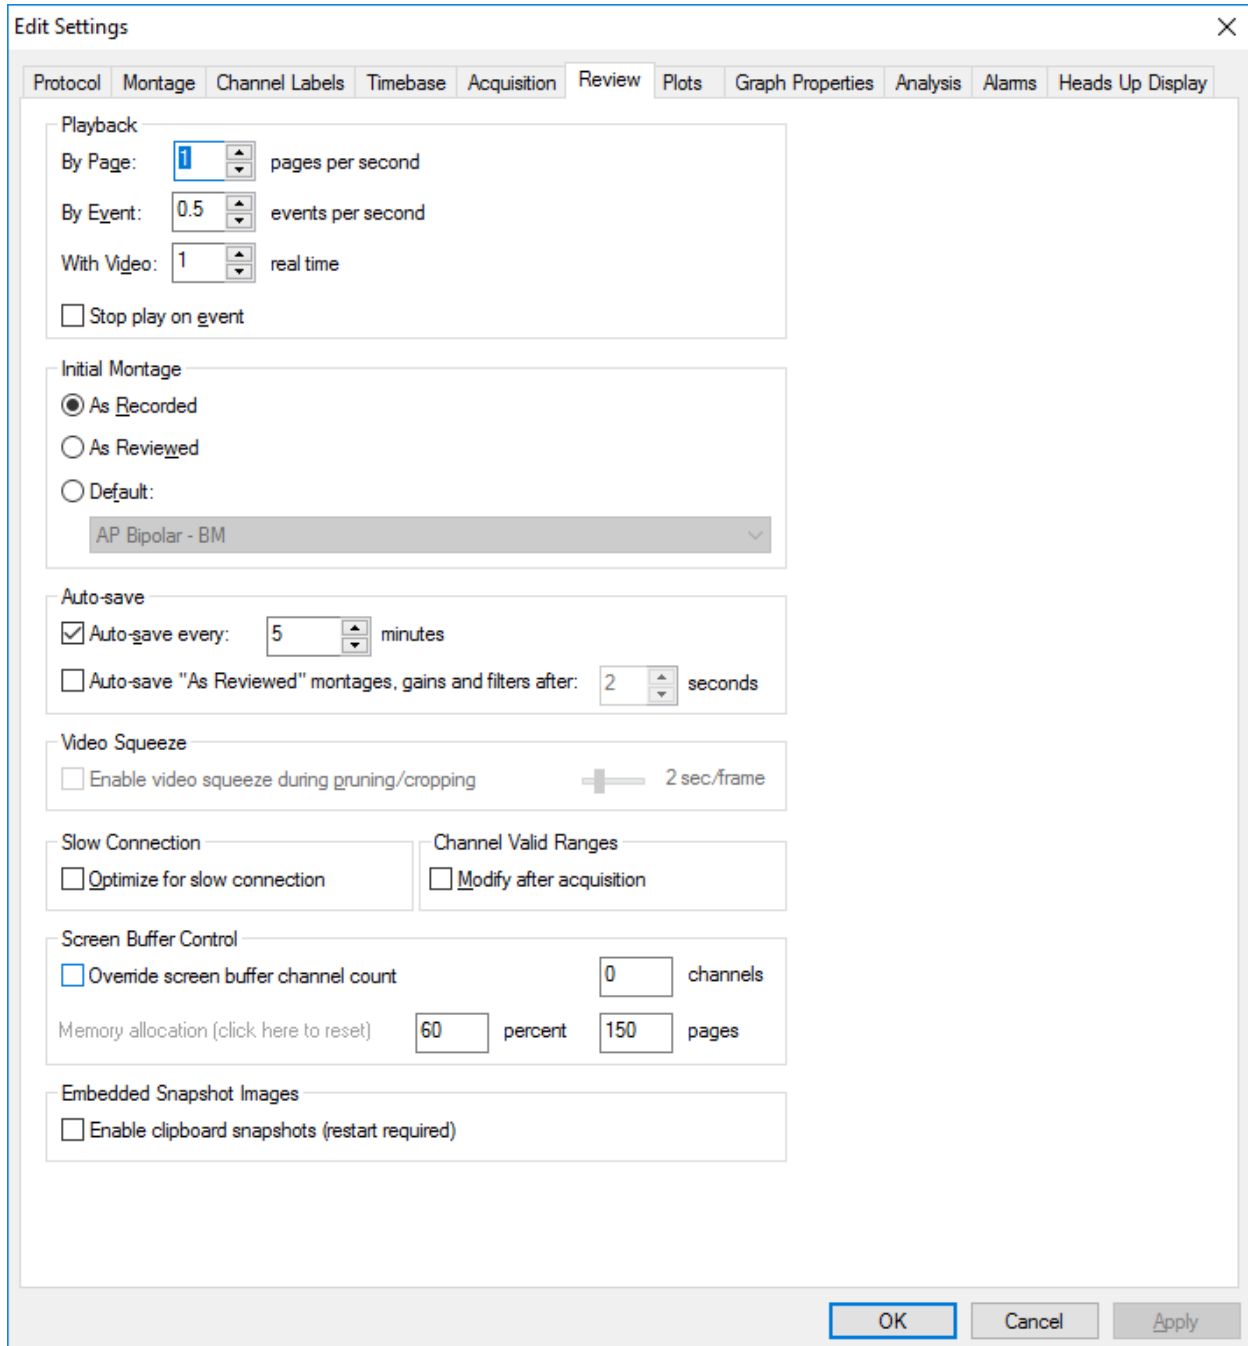 Edit Settings
Protocol Montage Channel Labels Timebase Acquisition Review Plots Graph Properties Analysis Alarms Heads Up Display
Playback
By Page: 1 pages per second
By Event: 0.5 events per second
With Video: 1 real time
Stop play on event
Initial Montage
As Recorded
As Reviewed
Default:
AP Bipolar - BM
Auto-save
Auto-save every: 5 minutes
Auto-save "As Reviewed" montages, gains and filters after: 2 seconds
Video Squeeze
Enable video squeeze during pruning/cropping 2 sec/frame
Slow Connection Channel Valid Ranges
Optimize for slow connection Modify after acquisition
Screen Buffer Control
Override screen buffer channel count 0 channels
Memory allocation (click here to reset) 60 percent 150 pages
Embedded Snapshot Images
Enable clipboard snapshots (restart required)
OK Cancel Apply